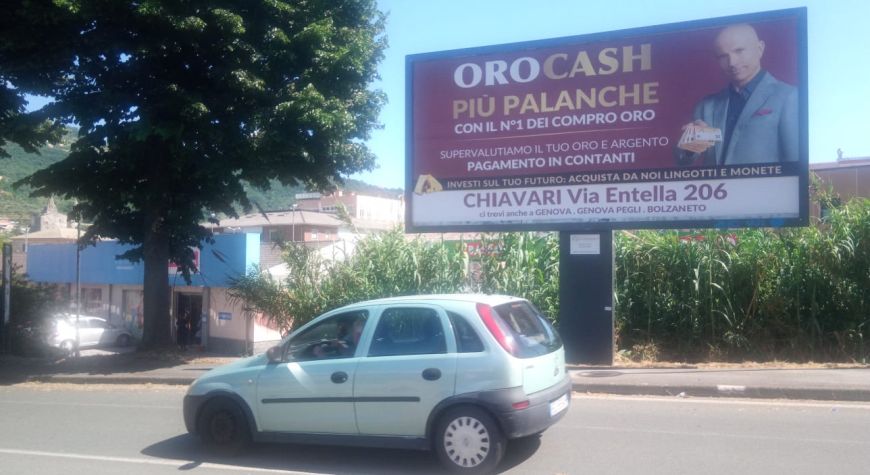 OROCASH
PIÙ PALANCHE
CON IL N°1 DEI COMPRO ORO
SUPERVALUTIAMO IL TUO ORO E ARGENTO
PAGAMENTO IN CONTANTI
INVESTI SUL TUO FUTURO: ACQUISTA DA NOI LINGOTTI E MONETE
CHIAVARI Via Entella 206
ci trovi anche a GENOVA . GENOVA PEGLI . BOLZANETO